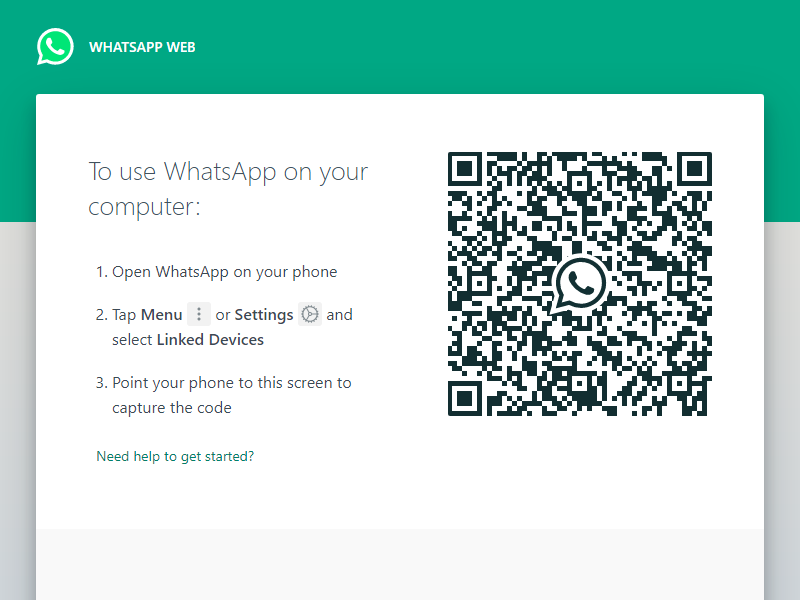 WHATSAPP WEB
To use WhatsApp on your
computer:
1. Open WhatsApp on your phone
2. Tap Menu or Settings and
select Linked Devices
3. Point your phone to this screen to
capture the code
Need help to get started?